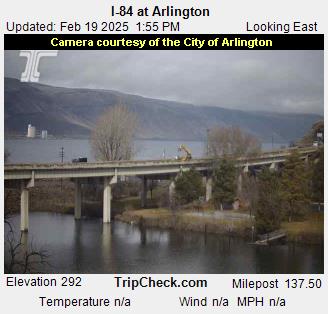 I-84 at Arlington
Updated: Feb 19 2025 1:55 PM Looking East
Camera courtesy of the City of Arlington
Elevation 292 TripCheck.com Milepost 137.50
Temperature n/a Wind n/a MPH n/a